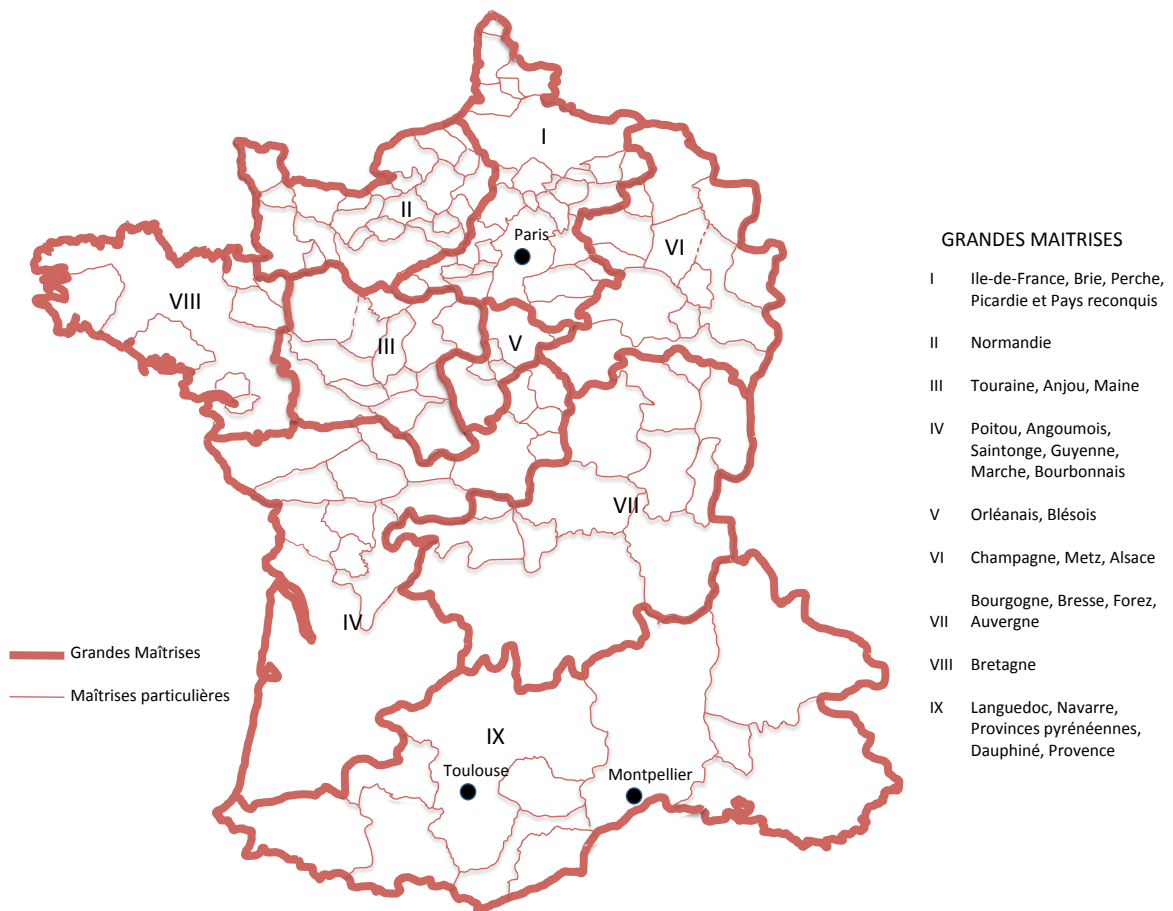 I
II
Paris
VI
VIII
III
V
VII
IV
IX
Toulouse
Montpellier
Grandes Maîtrises
Maîtrises particulières
GRANDES MAITRISES
I Ile-de-France, Brie, Perche,
Picardie et Pays reconquis
II Normandie
III Touraine, Anjou, Maine
IV Poitou, Angoumois,
Saintonge, Guyenne,
Marche, Bourbonnais
V Orléanais, Blésois
VI Champagne, Metz, Alsace
Bourgogne, Bresse, Forez,
VII Auvergne
VIII Bretagne
IX Languedoc, Navarre,
Provinces pyrénéennes,
Dauphiné, Provence